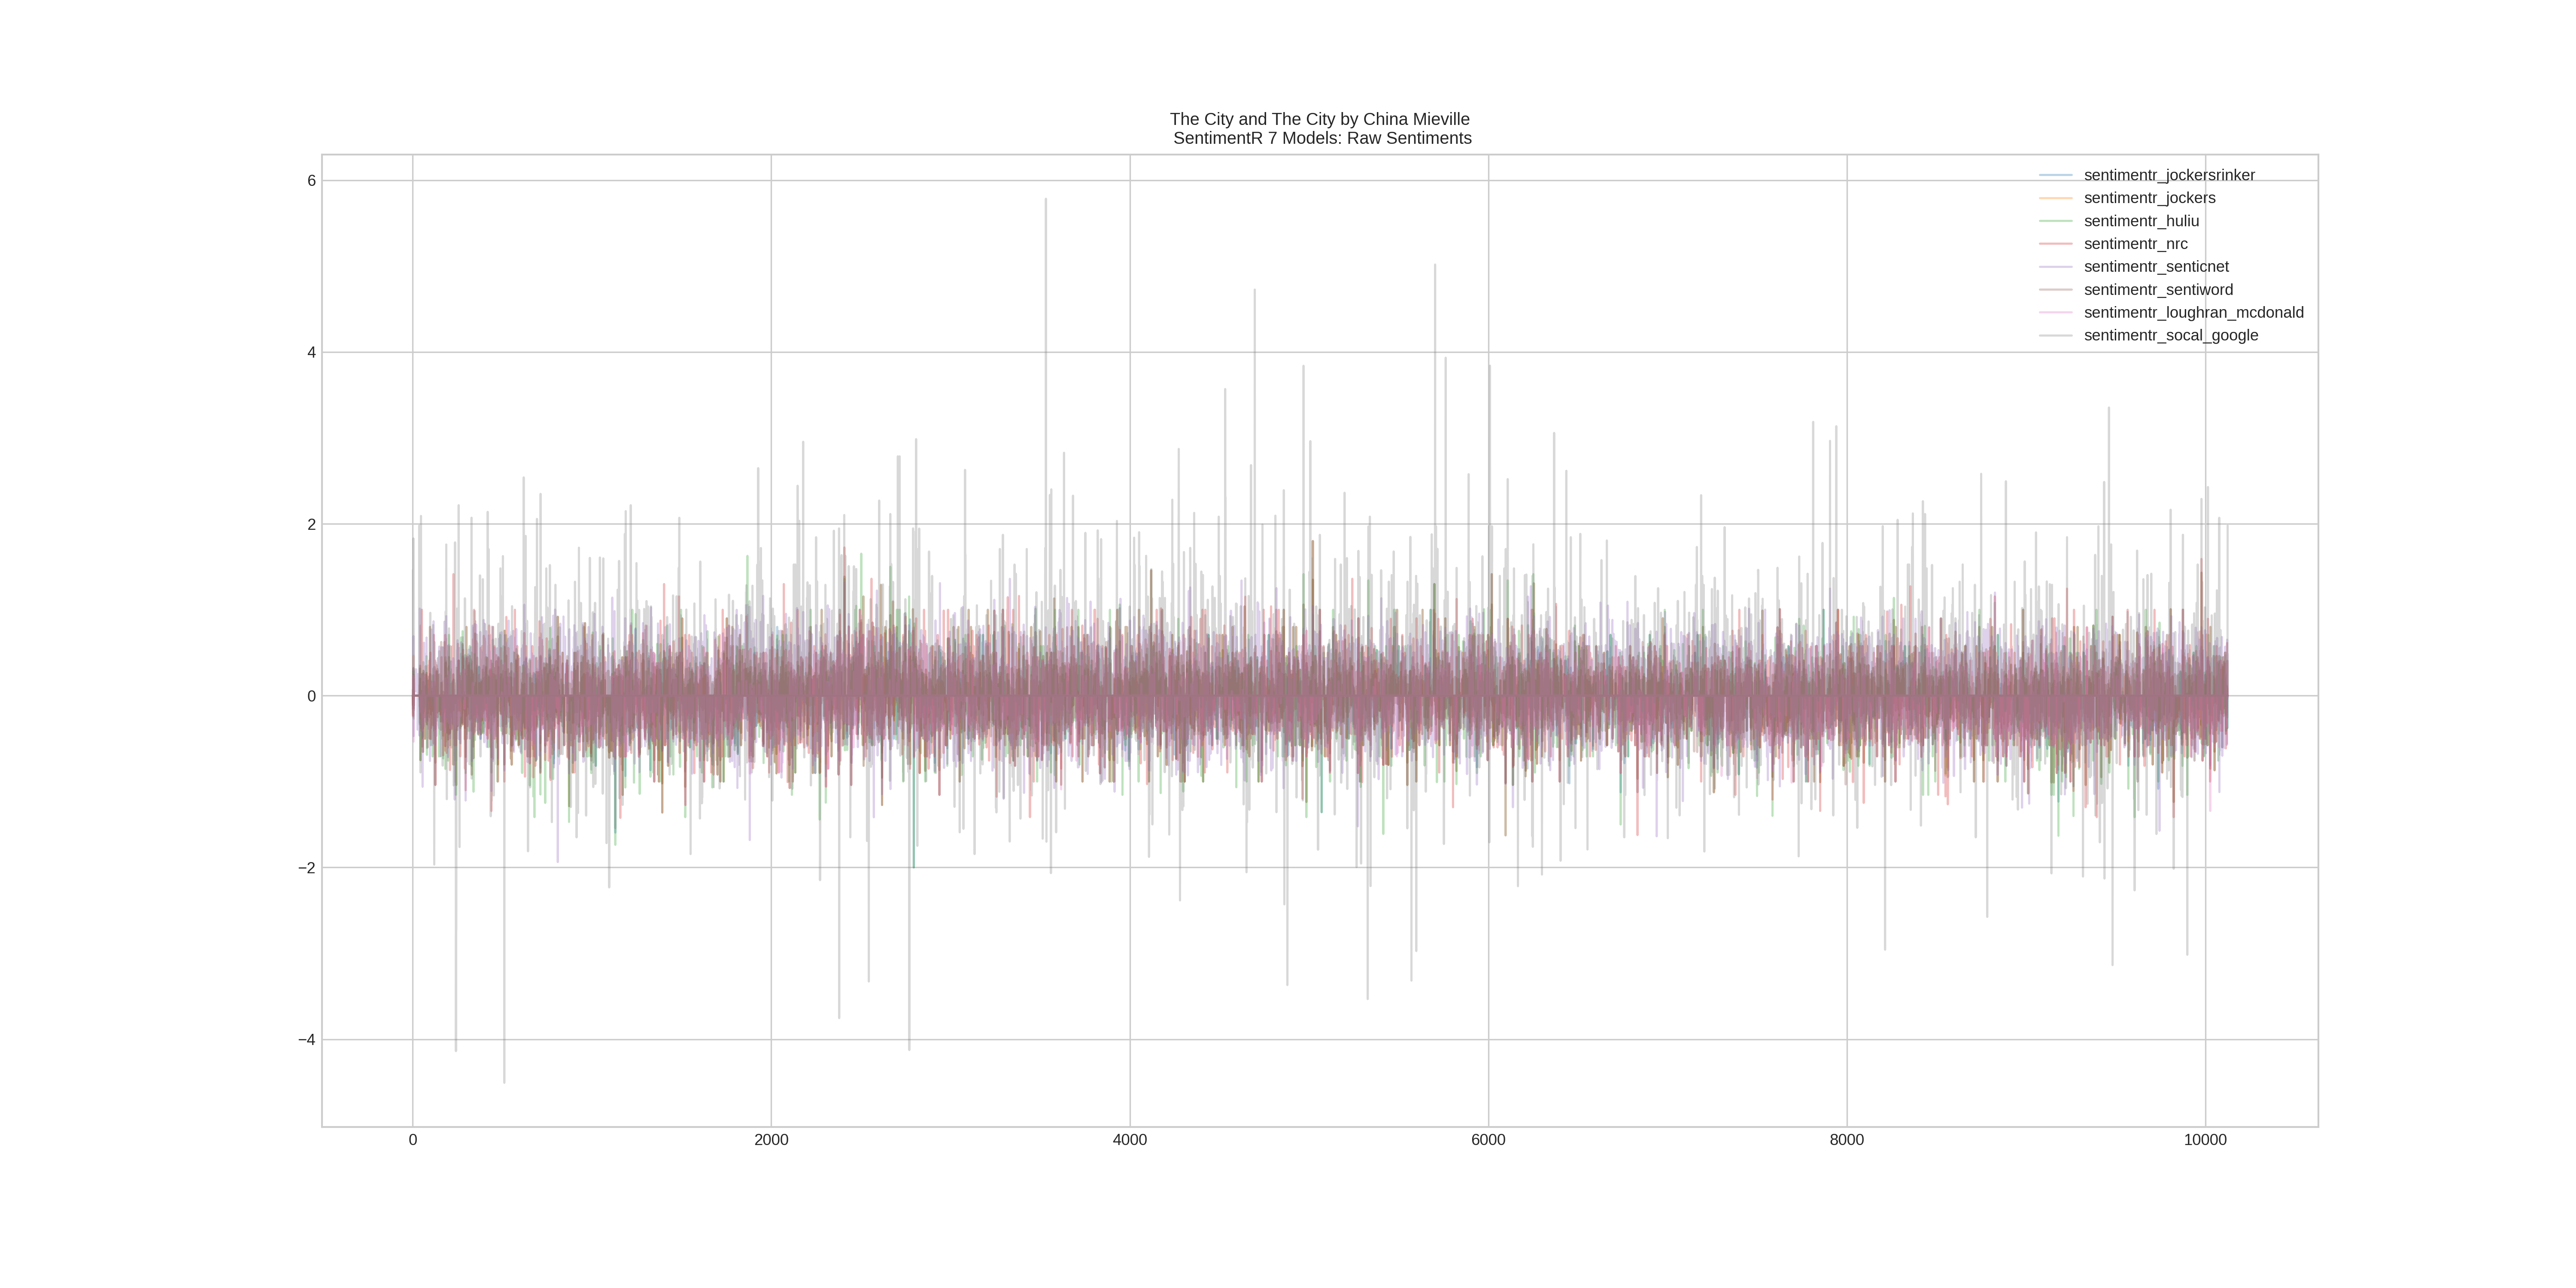 The City and The City by China Mieville
SentimentR 7 Models: Raw Sentiments
6
4
2
0
−2
−4
sentimentr_jockersrinker
sentimentr_jockers
sentimentr_huliu
sentimentr_nrc
sentimentr_senticnet
sentimentr_sentiword
sentimentr_loughran_mcdonald
sentimentr_socal_google
0 2000 4000 6000 8000 10000